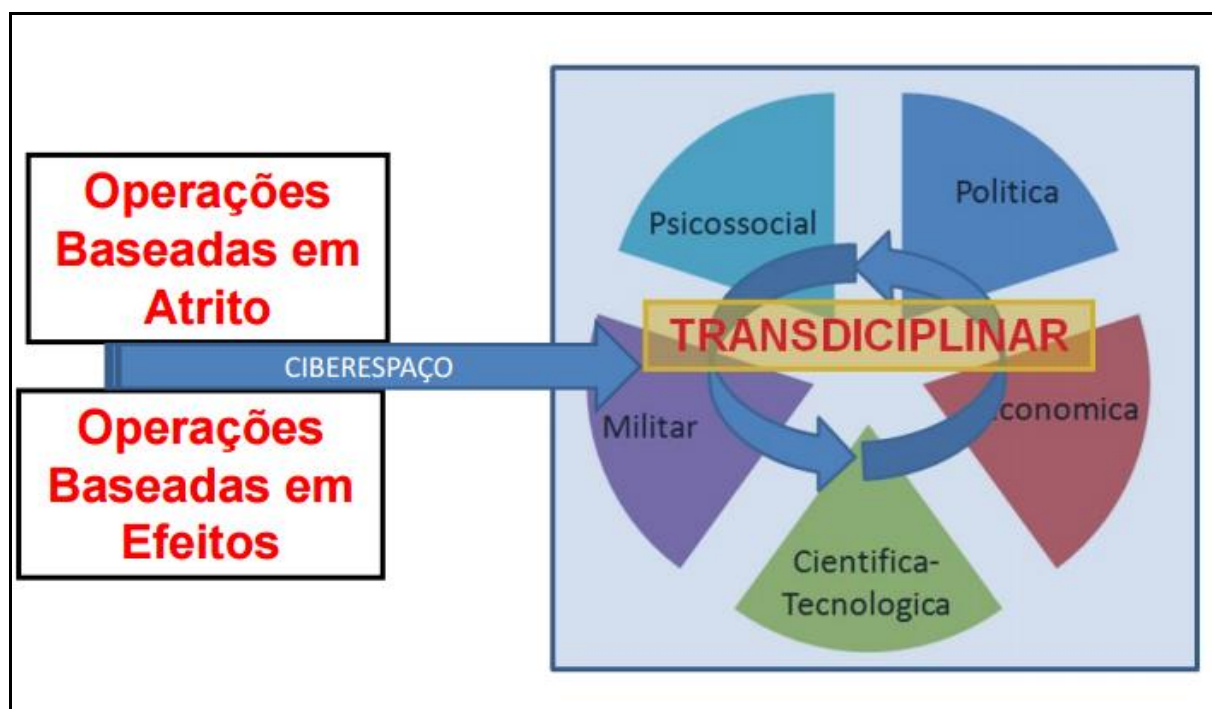 Operações
Baseadas em
Atrito
CIBERESPAÇO
Operações
Baseadas em
Efeitos
Psicossocial
Politica
TRANSDICIPLINAR
Militar
conomica
Cientifica-
Tecnologica